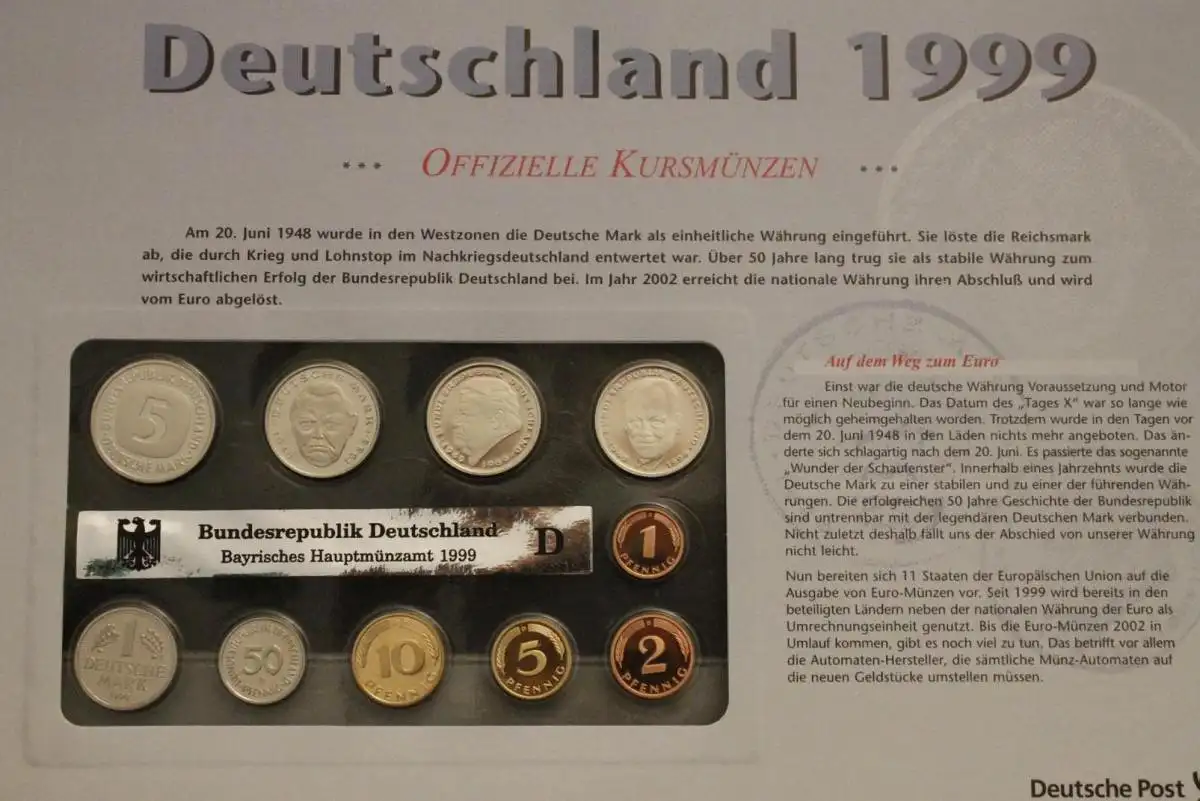 Deutschland 1999
OFFIZIELLE KURSMÜNZEN
Am 20. Juni 1948 wurde in den Westzonen die Deutsche Mark als einheitliche Währung eingeführt. Sie löste die Reichsmark
ab, die durch Krieg und Lohnstop im Nachkriegsdeutschland entwertet war. Über 50 Jahre lang trug sie als stabile Währung zum
wirtschaftlichen Erfolg der Bundesrepublik Deutschland bei. Im Jahr 2002 erreicht die nationale Währung ihren Abschluß und wird
vom Euro abgelöst.
5
Bundesrepublik Deutschland
Bayrisches Hauptmünzamt 1999
D
1
PFENNIG
1
DEUTSCHE
MARK
50
10
5
PFENNIG
2
PFENNIG
Auf dem Weg zum Euro
Einst war die deutsche Währung Voraussetzung und Motor
für einen Neubeginn. Das Datum des „Tages X" war so lange wie
möglich geheimgehalten worden. Trotzdem wurde in den Tagen vor
dem 20. Juni 1948 in den Läden nichts mehr angeboten. Das än-
derte sich schlagartig nach dem 20. Juni. Es passierte das sogenannte
„Wunder der Schaufenster". Innerhalb eines Jahrzehnts wurde die
Deutsche Mark zu einer stabilen und zu einer der führenden Wäh-
rungen. Die erfolgreichen 50 Jahre Geschichte der Bundesrepublik
sind untrennbar mit der legendären Deutschen Mark verbunden.
Nicht zuletzt deshalb fällt uns der Abschied von unserer Währung
nicht leicht.
Nun bereiten sich 11 Staaten der Europäischen Union auf die
Ausgabe von Euro-Münzen vor. Seit 1999 wird bereits in den
beteiligten Ländern neben der nationalen Währung der Euro als
Umrechnungseinheit genutzt. Bis die Euro-Münzen 2002 in
Umlauf kommen, gibt es noch viel zu tun. Das betrifft vor allem
die Automaten-Hersteller, die sämtliche Münz-Automaten auf
die neuen Geldstücke umstellen müssen.
Deutsche Post